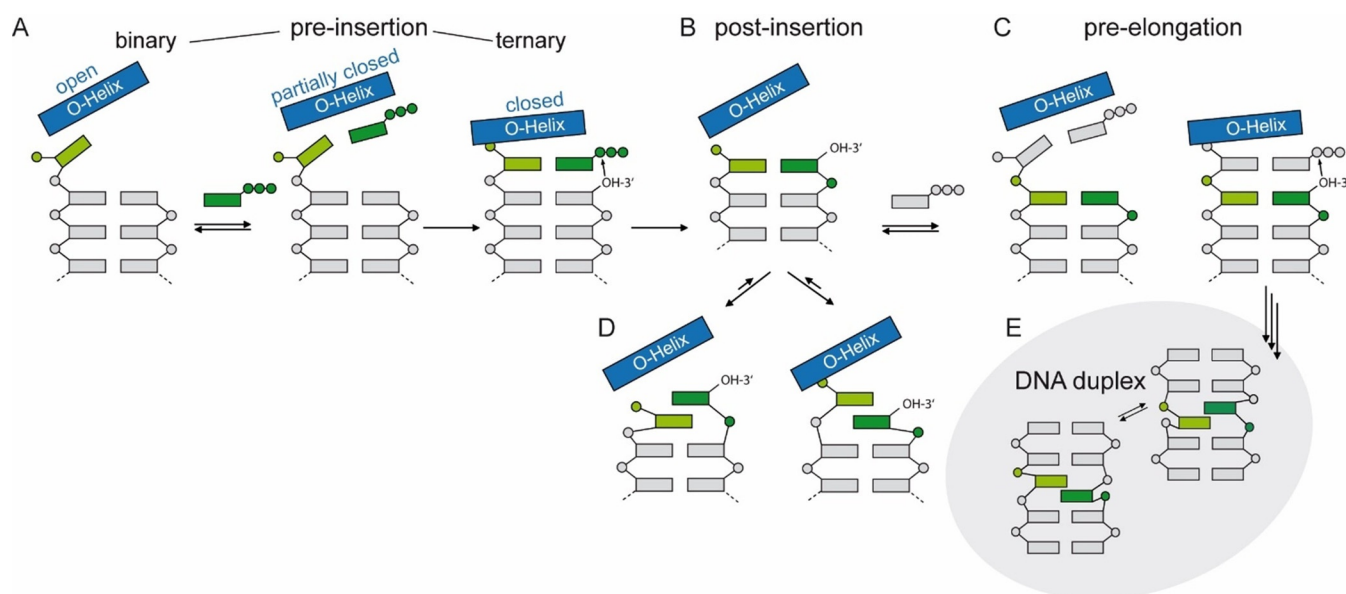 A
binary
pre-insertion
ternary
B
post-insertion
C
pre-elongation
open
O-Helix
partially closed
O-Helix
closed
O-Helix
OH-3'
O-Helix
OH-3'
O-Helix
O-Helix
OH-3
D
O-Helix
OH-3'
O-Helix
OH-3'
E
DNA duplex